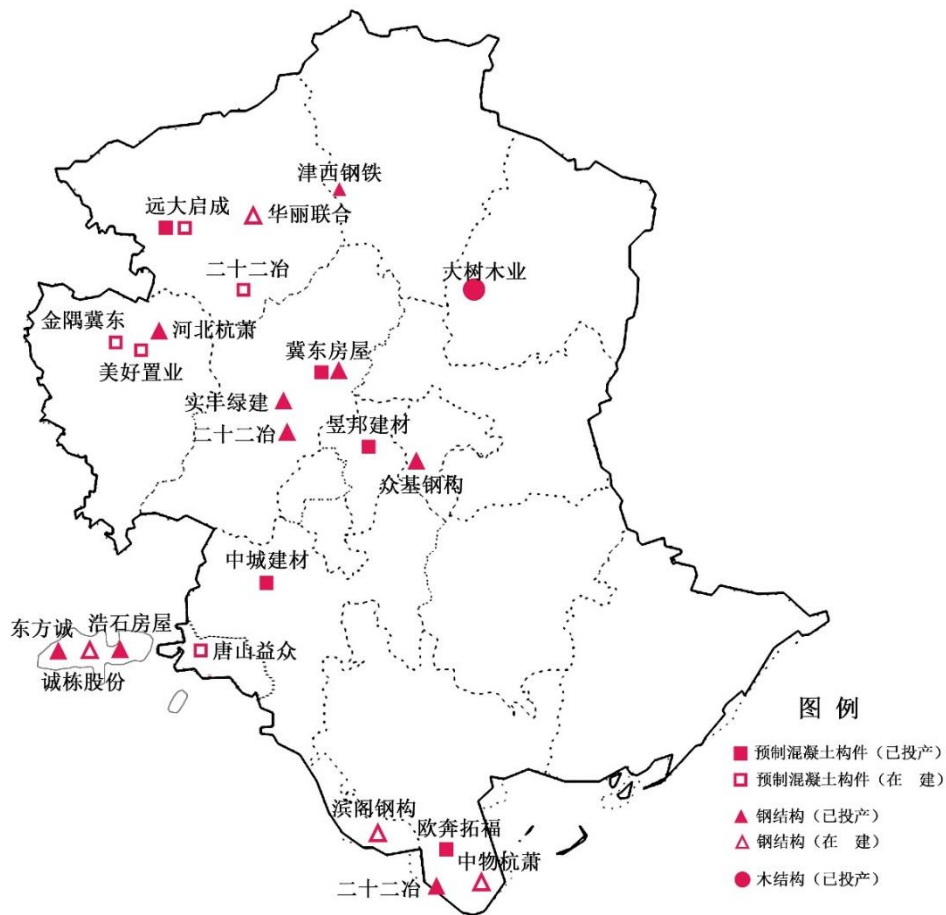 津西钢铁
远大启成
华丽联合
二十二冶
大树木业
金隅冀东
河北杭萧
美好置业
冀东房屋
实丰绿建
二十二冶
昱邦建材
众基钢构
中城建材
东方诚
浩石房屋
诚栋股份
唐山益众
图 例
预制混凝土构件（已投产）
预制混凝土构件（在 建）
钢结构（已投产）
钢结构（在 建）
木结构（已投产）
滨阁钢构
欧奔拓福
中物杭萧
二十二冶